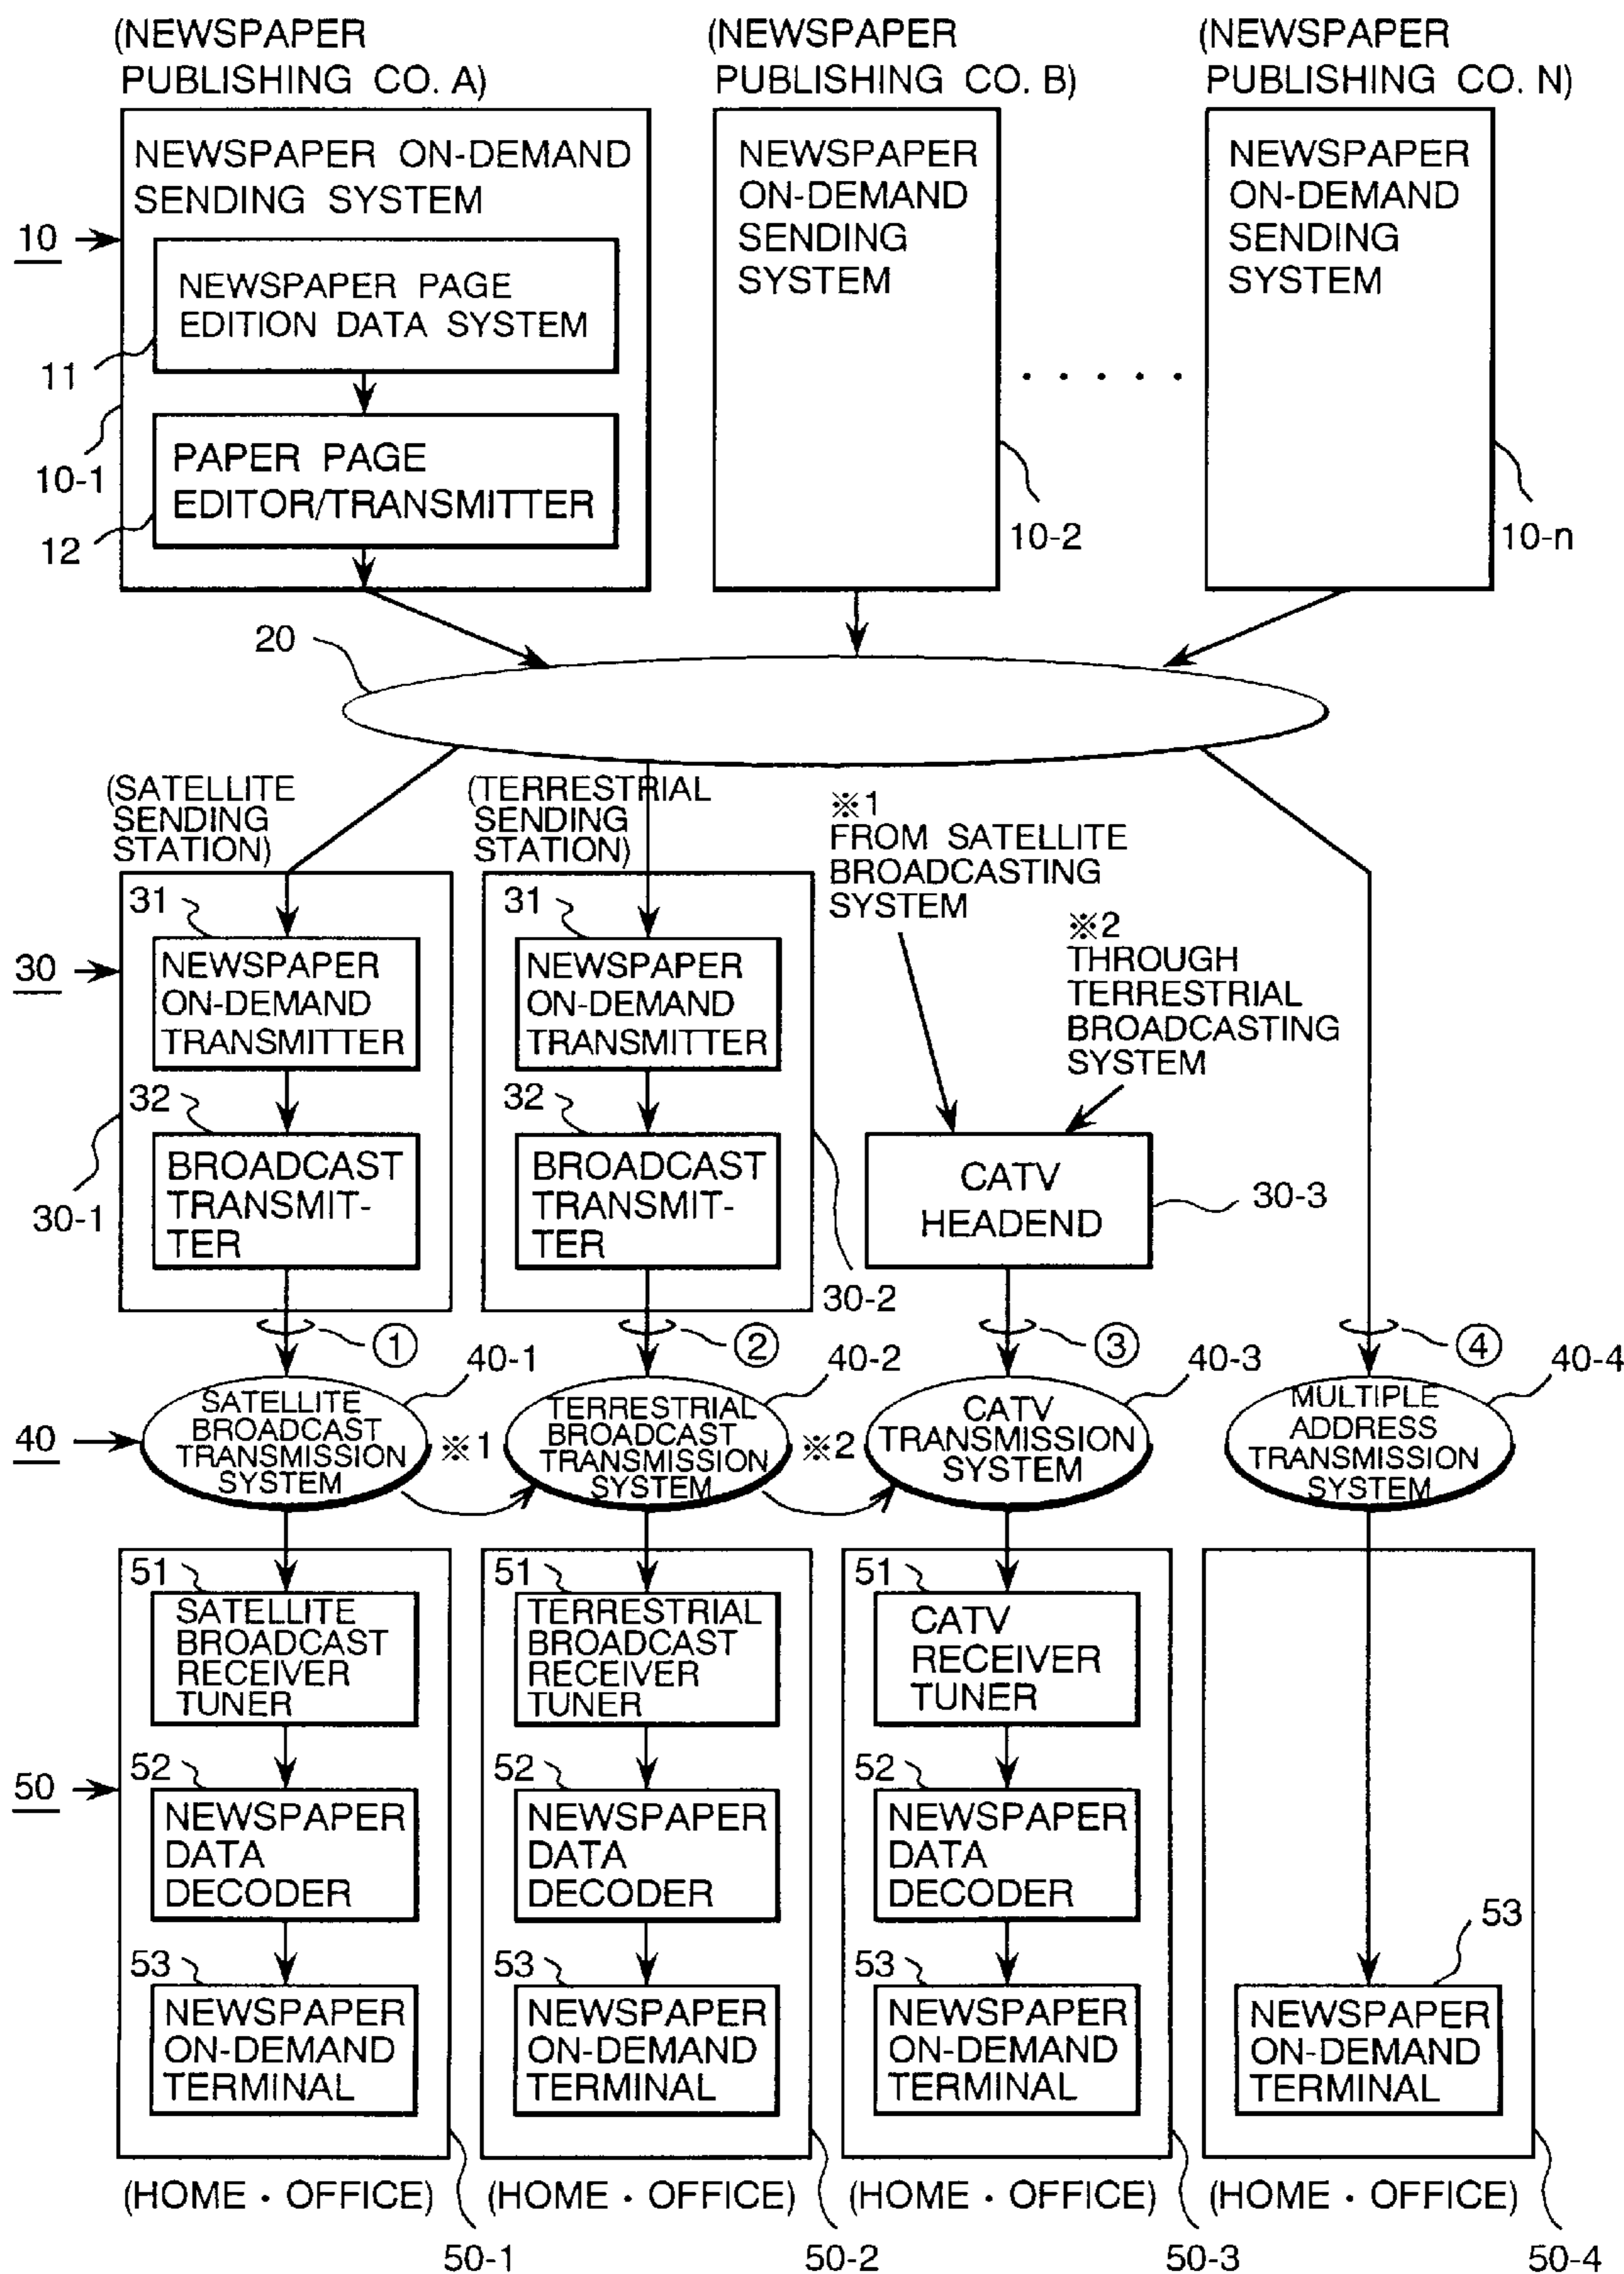 (NEWSPAPER
PUBLISHING CO. A)
(NEWSPAPER
PUBLISHING CO. B)
(NEWSPAPER
PUBLISHING CO. N)
NEWSPAPER ON-DEMAND
SENDING SYSTEM
10
NEWSPAPER PAGE
EDITION DATA SYSTEM
11
10-1
PAPER PAGE
EDITOR/TRANSMITTER
12
NEWSPAPER
ON-DEMAND
SENDING
SYSTEM
10-2
. . . . .
NEWSPAPER
ON-DEMAND
SENDING
SYSTEM
10-n
20
(SATELLITE
SENDING
STATION)
(TERRESTRIAL
SENDING
STATION)
※1
FROM SATELLITE
BROADCASTING
SYSTEM
※2
THROUGH
TERRESTRIAL
BROADCASTING
SYSTEM
30
31
NEWSPAPER
ON-DEMAND
TRANSMITTER
32
BROADCAST
TRANSMIT-
TER
30-1
31
NEWSPAPER
ON-DEMAND
TRANSMITTER
32
BROADCAST
TRANSMIT-
TER
30-2
CATV
HEADEND
30-3
①
②
③
④
40
40-1
SATELLITE
BROADCAST
TRANSMISSION
SYSTEM
※1
40-2
TERRESTRIAL
BROADCAST
TRANSMISSION
SYSTEM
※2
40-3
CATV
TRANSMISSION
SYSTEM
40-4
MULTIPLE
ADDRESS
TRANSMISSION
SYSTEM
50
51
SATELLITE
BROADCAST
RECEIVER
TUNER
52
NEWSPAPER
DATA
DECODER
53
NEWSPAPER
ON-DEMAND
TERMINAL
(HOME・OFFICE)
50-1
51
TERRESTRIAL
BROADCAST
RECEIVER
TUNER
52
NEWSPAPER
DATA
DECODER
53
NEWSPAPER
ON-DEMAND
TERMINAL
(HOME・OFFICE)
50-2
51
CATV
RECEIVER
TUNER
52
NEWSPAPER
DATA
DECODER
53
NEWSPAPER
ON-DEMAND
TERMINAL
(HOME・OFFICE)
50-3
53
NEWSPAPER
ON-DEMAND
TERMINAL
(HOME・OFFICE)
50-4